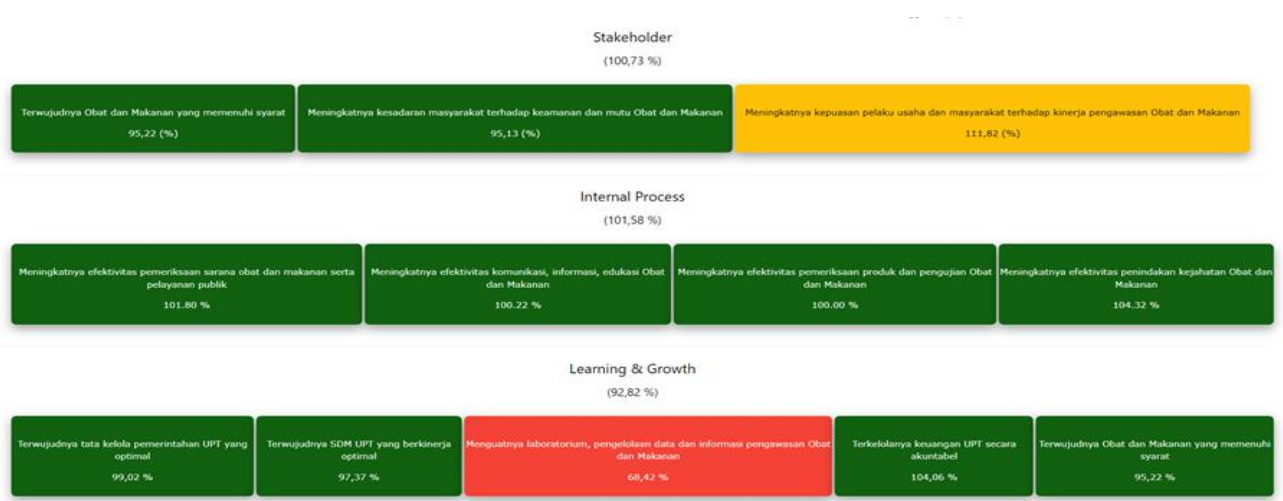 Stakeholder
(100,73 %)
Terwujudnya Obat dan Makanan yang memenuhi syarat
95,22 (%)
Meningkatnya kesadaran masyarakat terhadap keamanan dan mutu Obat dan Makanan
95,13 (%)
Meningkatnya kepuasan pelaku usaha dan masyarakat terhadap kinerja pengawasan Obat dan Makanan
111,82 (%)
Internal Process
(101,58 %)
Meningkatnya efektivitas pemeriksaan sarana obat dan makanan serta
pelayanan publik
101.80 %
Meningkatnya efektivitas komunikasi, informasi, edukasi Obat
dan Makanan
100.22 %
Meningkatnya efektivitas pemeriksaan produk dan pengujian Obat
dan Makanan
100.00 %
Meningkatnya efektivitas penindakan kejahatan Obat dan
Makanan
104.32 %
Learning & Growth
(92,82 %)
Terwujudnya tata kelola pemerintahan UPT yang
optimal
99,02 %
Terwujudnya SDM UPT yang berkinerja
optimal
97,37 %
Menguatnya laboratorium, pengelolaan data dan informasi pengawasan Obat
dan Makanan
68,42 %
Terkelolanya keuangan UPT secara
akuntabel
104,06 %
Terwujudnya Obat dan Makanan yang memenuhi
syarat
95,22 %